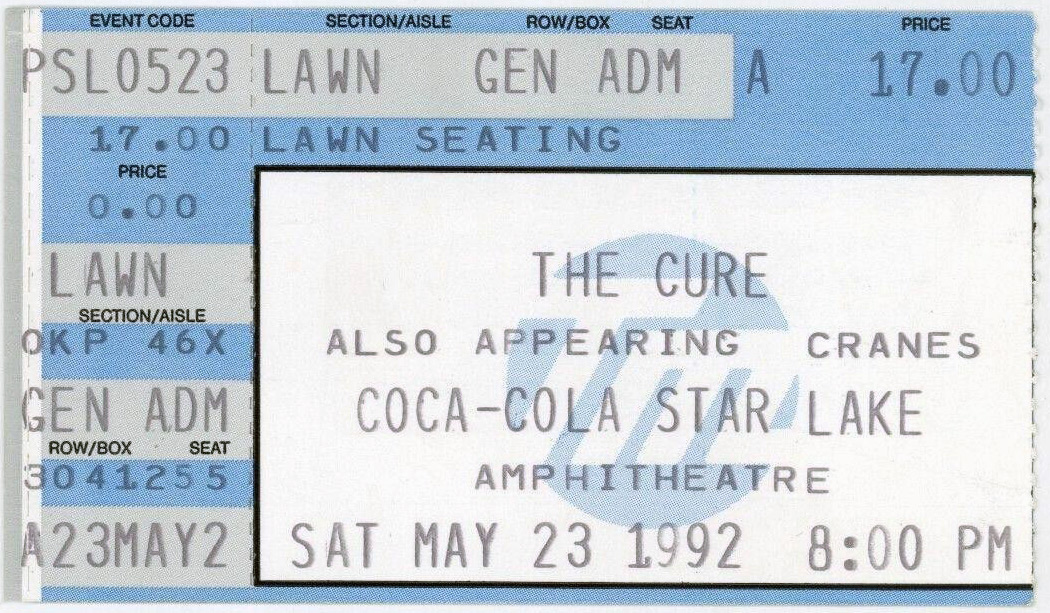 EVENT CODE SECTION/AISLE ROW/BOX SEAT PRICE
PSL0523 LAWN GEN ADM A 17.00
17.00 LAWN SEATING
PRICE
0.00
LAWN
SECTION/AISLE
0KP 46X
GEN ADM
ROW/BOX SEAT
3041255
A23MAY2
THE CURE
ALSO APPEARING CRANES
COCA-COLA STAR LAKE
AMPHITHEATRE
SAT MAY 23 1992 8:00 PM